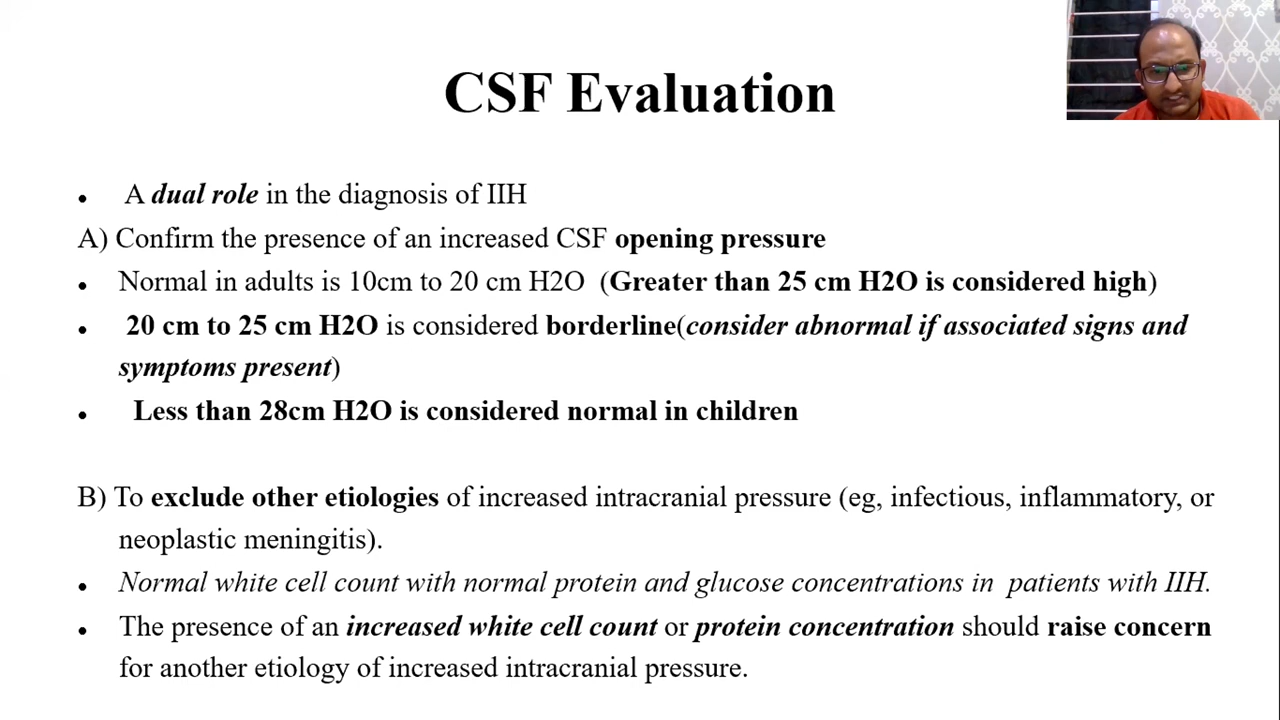 CSF Evaluation
• A dual role in the diagnosis of IIH
A) Confirm the presence of an increased CSF opening pressure
• Normal in adults is 10cm to 20 cm H2O (Greater than 25 cm H2O is considered high)
• 20 cm to 25 cm H2O is considered borderline(consider abnormal if associated signs and
symptoms present)
• Less than 28cm H2O is considered normal in children
B) To exclude other etiologies of increased intracranial pressure (eg, infectious, inflammatory, or
neoplastic meningitis).
• Normal white cell count with normal protein and glucose concentrations in patients with IIH.
• The presence of an increased white cell count or protein concentration should raise concern
for another etiology of increased intracranial pressure.